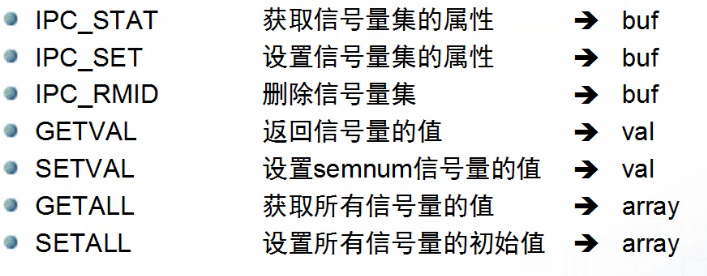 IPC_STAT 获取信号量集的属性 ➔ buf
IPC_SET 设置信号量集的属性 ➔ buf
IPC_RMID 删除信号量集 ➔ buf
GETVAL 返回信号量的值 ➔ val
SETVAL 设置semnum信号量的值 ➔ val
GETALL 获取所有信号量的值 ➔ array
SETALL 设置所有信号量的初始值 ➔ array